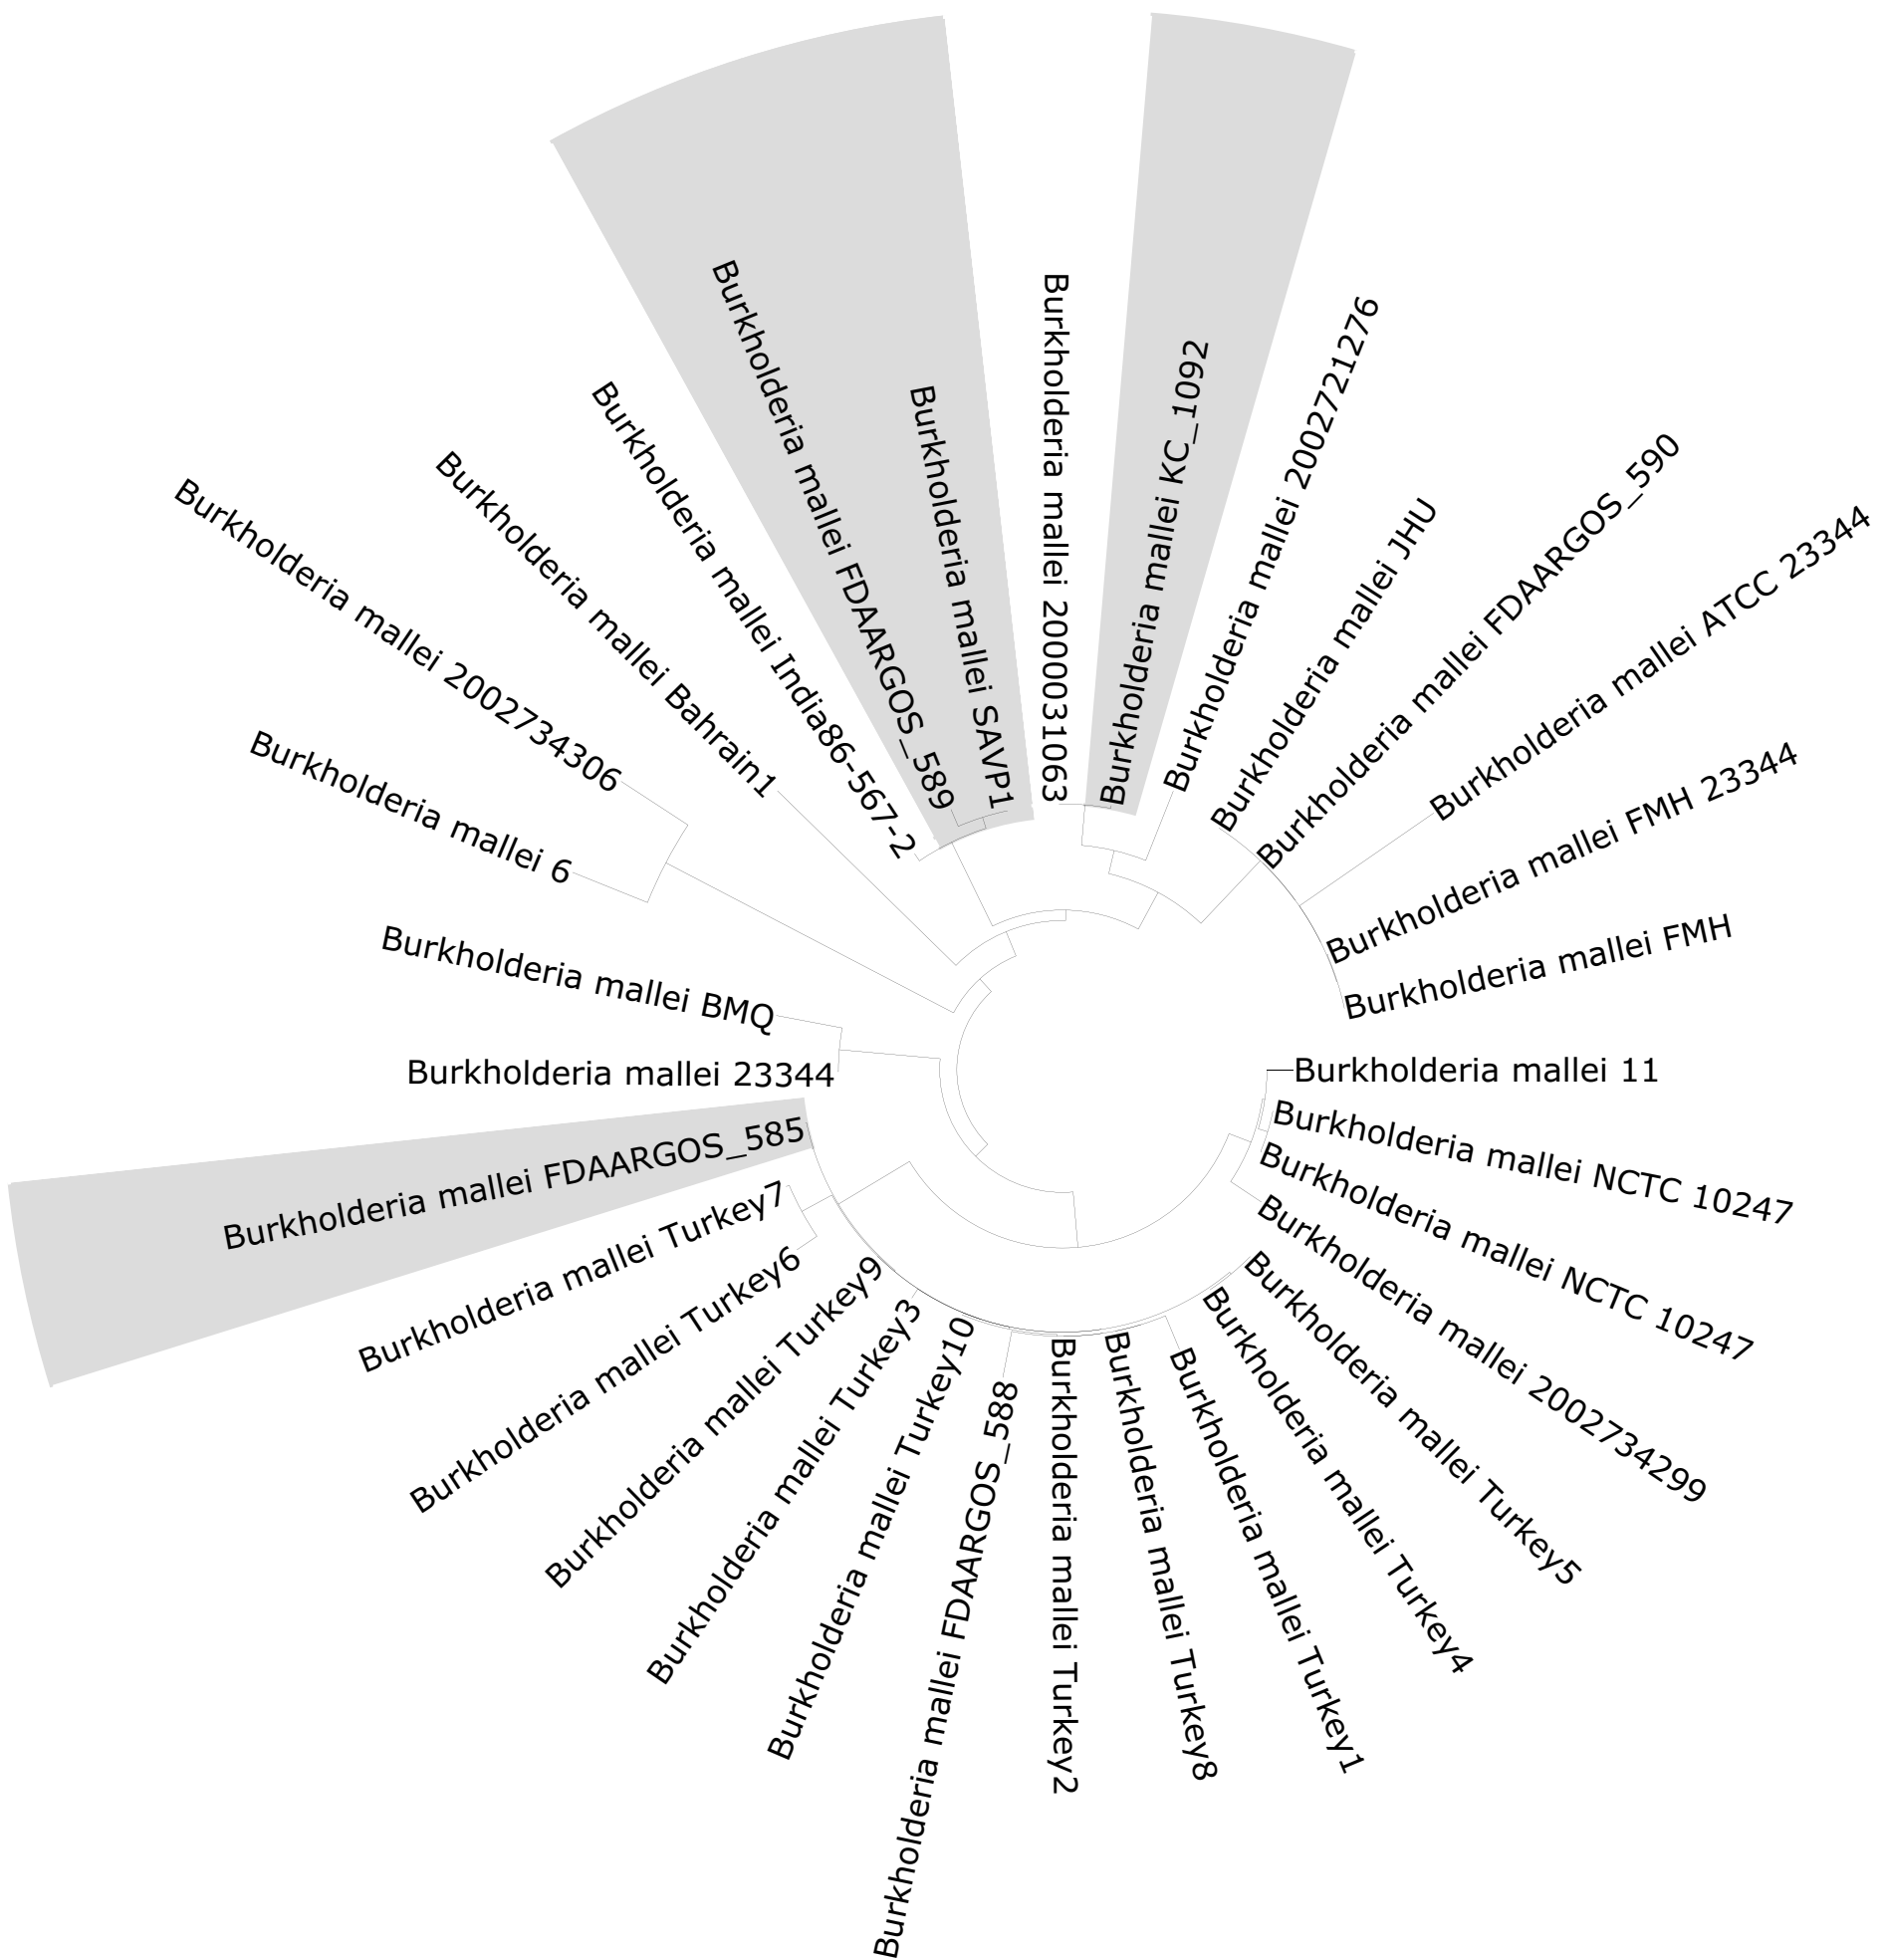 Burkholderia mallei 2000031063
Burkholderia mallei KC_1092
Burkholderia mallei 2002721276
Burkholderia mallei JHU
Burkholderia mallei FDAARGOS_590
Burkholderia mallei ATCC 23344
Burkholderia mallei FMH 23344
Burkholderia mallei FMH
Burkholderia mallei 11
Burkholderia mallei NCTC 10247
Burkholderia mallei NCTC 10247
Burkholderia mallei 2002734299
Burkholderia mallei Turkey5
Burkholderia mallei Turkey4
Burkholderia mallei Turkey1
Burkholderia mallei Turkey8
Burkholderia mallei Turkey2
Burkholderia mallei FDAARGOS_588
Burkholderia mallei Turkey10
Burkholderia mallei Turkey3
Burkholderia mallei Turkey9
Burkholderia mallei Turkey6
Burkholderia mallei Turkey7
Burkholderia mallei FDAARGOS_585
Burkholderia mallei 23344
Burkholderia mallei BMQ
Burkholderia mallei 6
Burkholderia mallei 2002734306
Burkholderia mallei Bahrain1
Burkholderia mallei India86-567-2
Burkholderia mallei FDAARGOS_589
Burkholderia mallei SAVP1